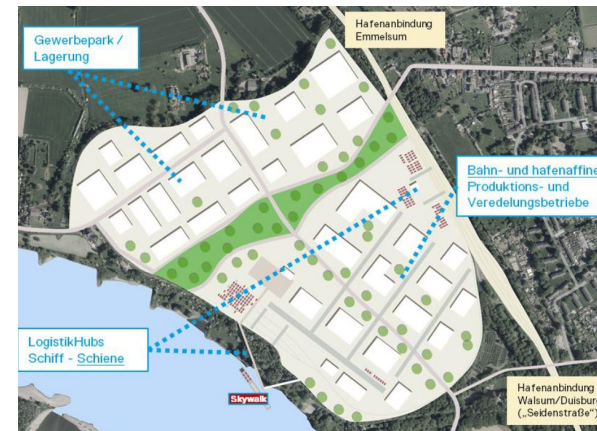 Gewerbepark /
Lagerung
Hafenanbindung
Emmelsum
Bahn- und hafenaffine
Produktions- und
Veredelungsbetriebe
LogistikHubs
Schiff - Schiene
Skywalk
Hafenanbindung
Walsum/Duisburg
(„Seidenstraße“)